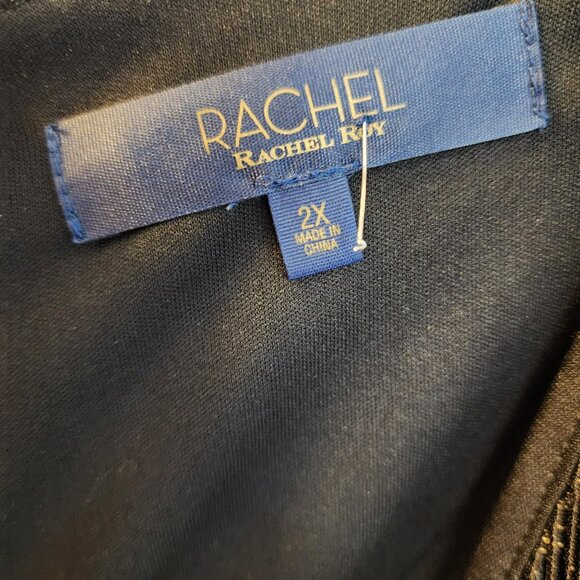 RACHEL
RACHEL ROY
2X
MADE IN
CHINA